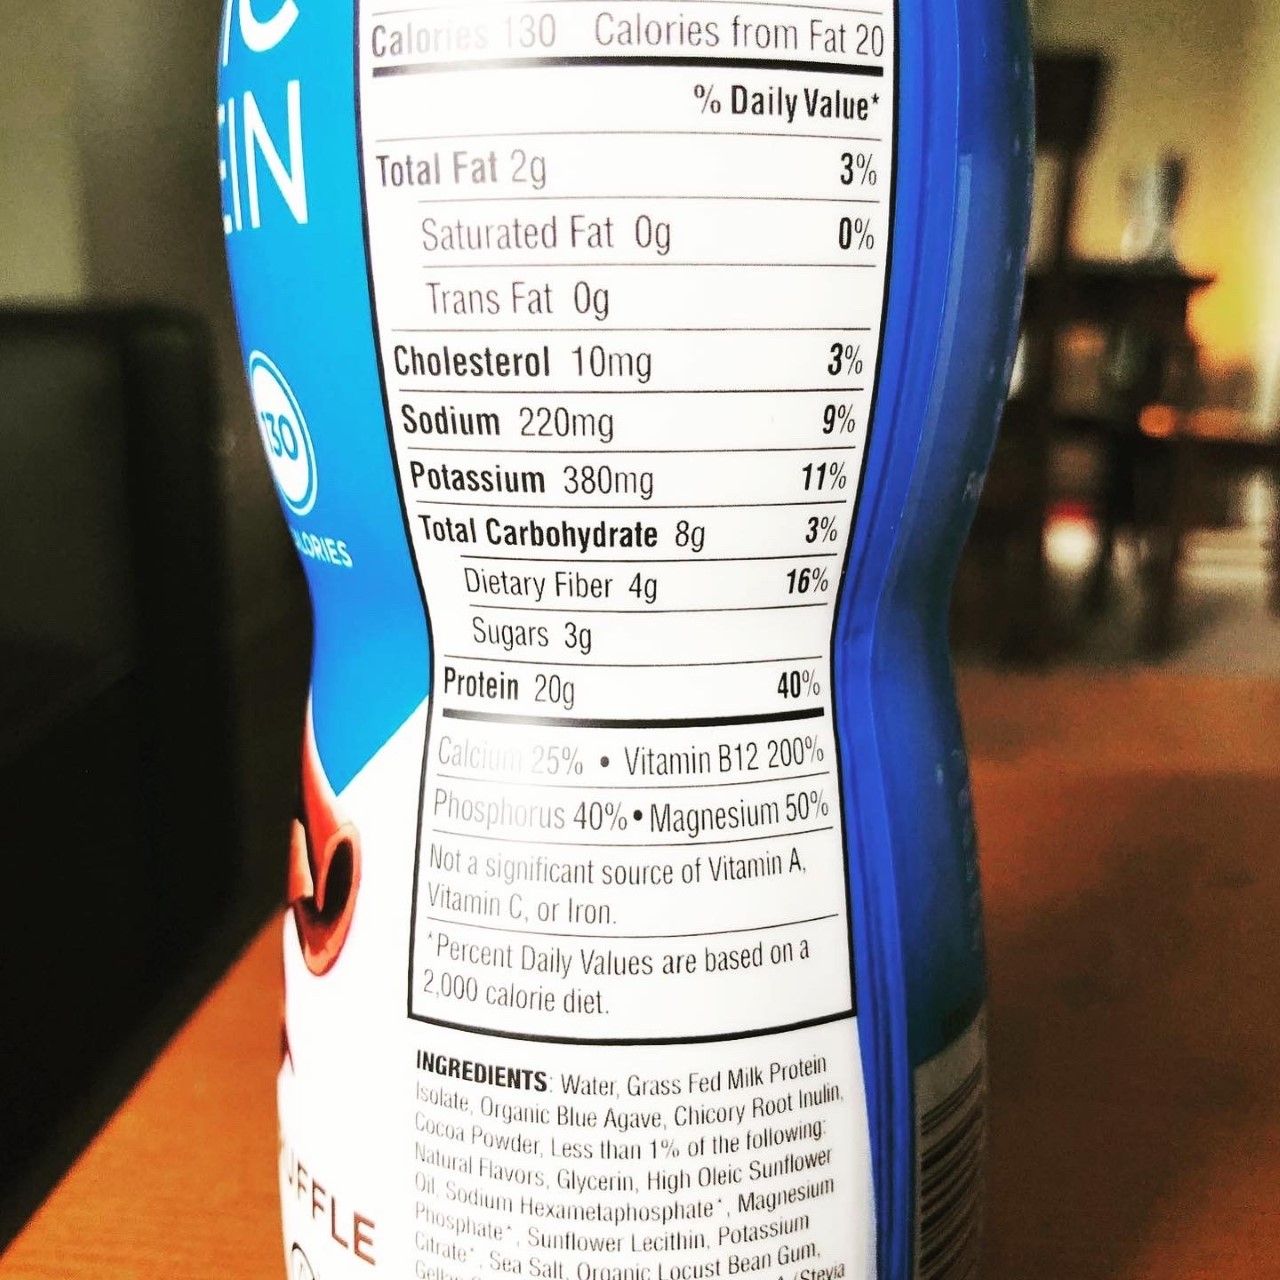 Calories 130 Calories from Fat 20
% Daily Value*
Total Fat 2g 3%
Saturated Fat 0g 0%
Trans Fat 0g
Cholesterol 10mg 3%
Sodium 220mg 9%
Potassium 380mg 11%
Total Carbohydrate 8g 3%
Dietary Fiber 4g 16%
Sugars 3g
Protein 20g 40%
Calcium 25% • Vitamin B12 200%
Phosphorus 40% • Magnesium 50%
Not a significant source of Vitamin A,
Vitamin C, or Iron.
*Percent Daily Values are based on a
2,000 calorie diet.
INGREDIENTS: Water, Grass Fed Milk Protein
Isolate, Organic Blue Agave, Chicory Root Inulin,
Cocoa Powder, Less than 1% of the following:
Natural Flavors, Glycerin, High Oleic Sunflower
Oil, Sodium Hexametaphosphate*, Magnesium
Phosphate*, Sunflower Lecithin, Potassium
Citrate*, Sea Salt, Organic Locust Bean Gum,
(Stevia
130